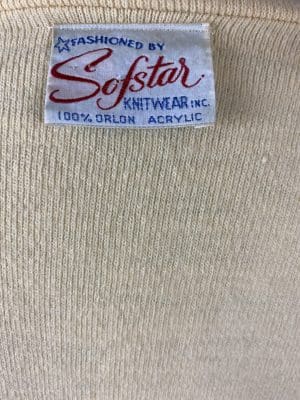 FASHIONED BY
Sofstar
KNITWEAR INC.
100% ORLON ACRYLIC